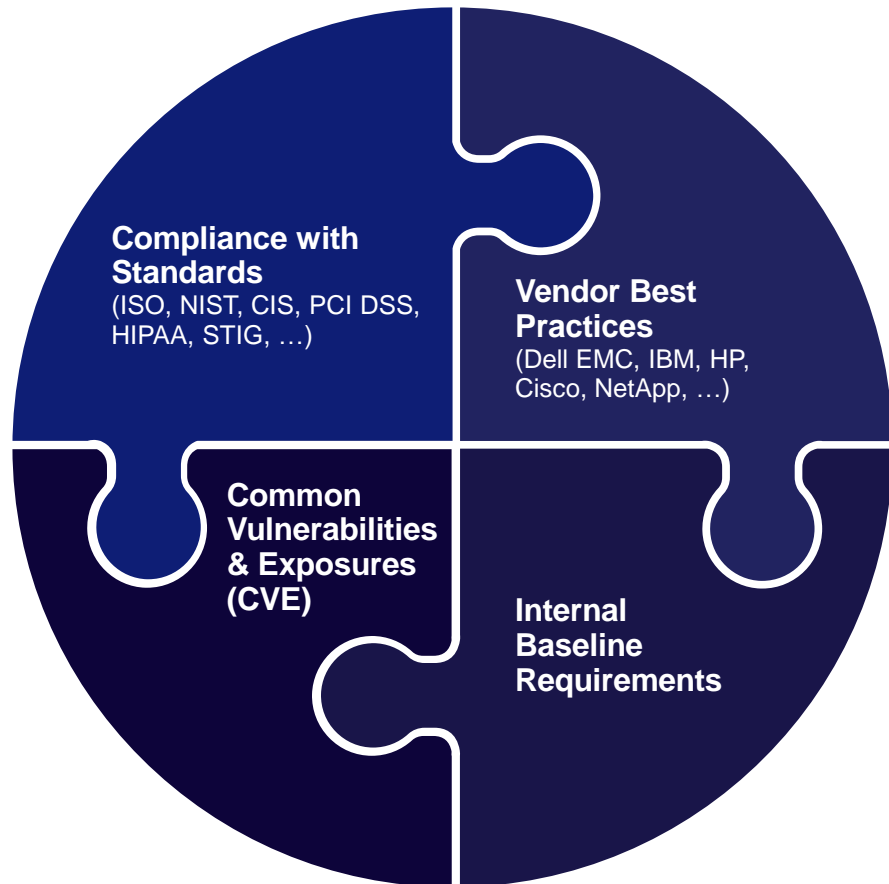 Compliance with
Standards
(ISO, NIST, CIS, PCI DSS,
HIPAA, STIG, …)
Vendor Best
Practices
(Dell EMC, IBM, HP,
Cisco, NetApp, …)
Common
Vulnerabilities
& Exposures
(CVE)
Internal
Baseline
Requirements